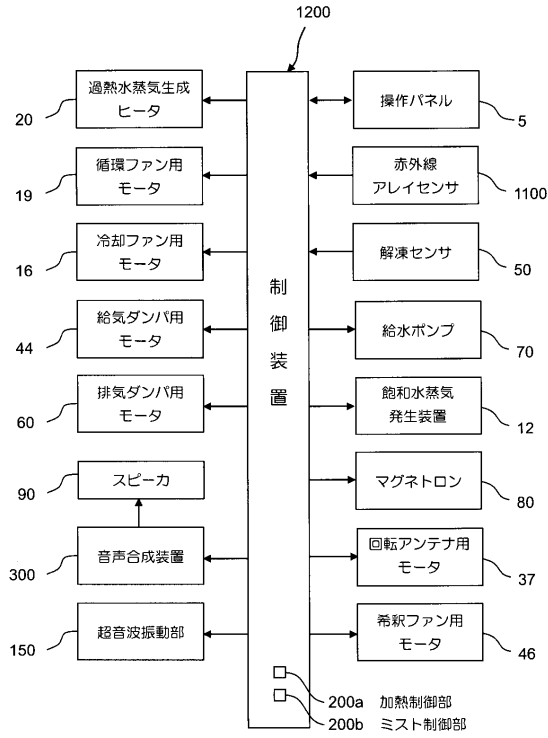 1200
過熱水蒸気生成
ヒータ
20
循環ファン用
モータ
19
冷却ファン用
モータ
16
給気ダンパ用
モータ
44
排気ダンパ用
モータ
60
スピーカ
90
音声合成装置
300
超音波振動部
150
制御装置
操作パネル
5
赤外線
アレイセンサ
1100
解凍センサ
50
給水ポンプ
70
飽和水蒸気
発生装置
12
マグネトロン
80
回転アンテナ用
モータ
37
希釈ファン用
モータ
46
200a 加熱制御部
200b ミスト制御部